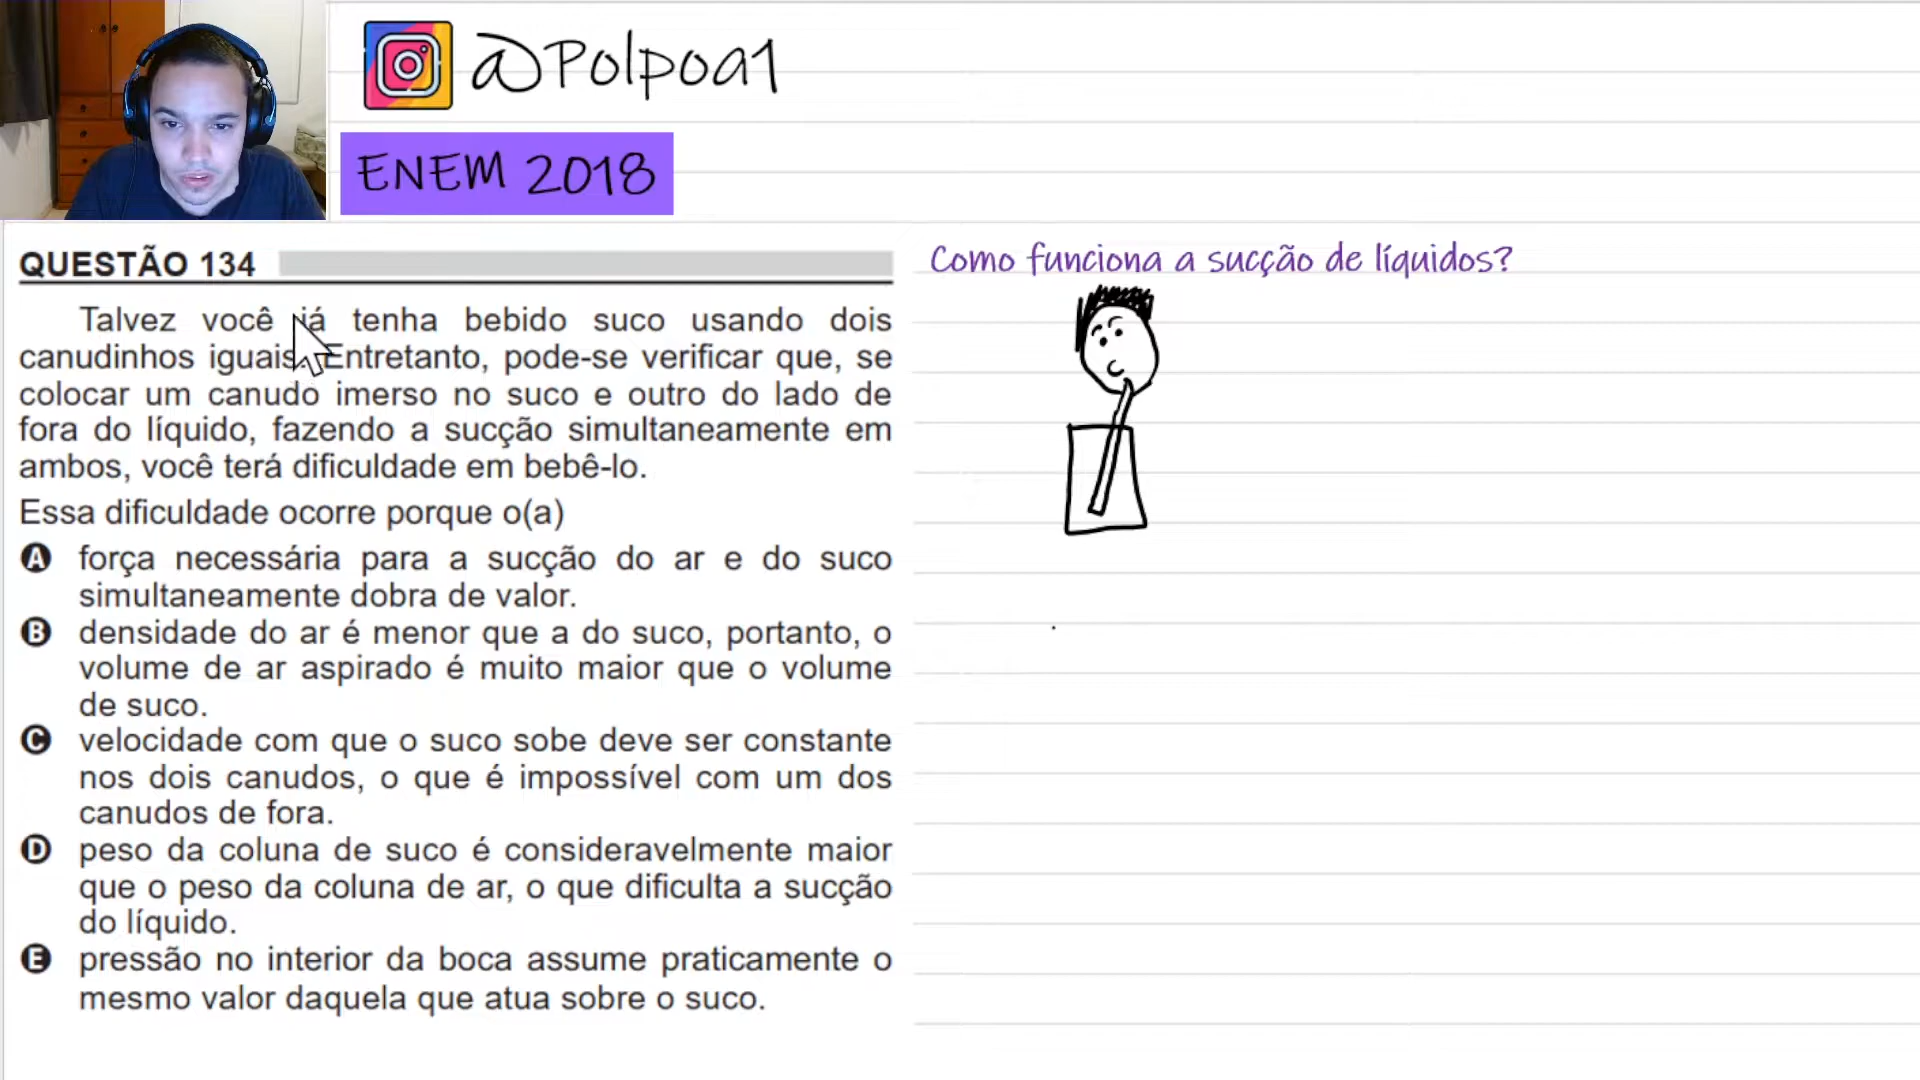 @Polpoa1
ENEM 2018
QUESTÃO 134
Talvez você já tenha bebido suco usando dois
canudinhos iguais. Entretanto, pode-se verificar que, se
colocar um canudo imerso no suco e outro do lado de
fora do líquido, fazendo a sucção simultaneamente em
ambos, você terá dificuldade em bebê-lo.
Essa dificuldade ocorre porque o(a)
A força necessária para a sucção do ar e do suco
simultaneamente dobra de valor.
B densidade do ar é menor que a do suco, portanto, o
volume de ar aspirado é muito maior que o volume
de suco.
C velocidade com que o suco sobe deve ser constante
nos dois canudos, o que é impossível com um dos
canudos de fora.
D peso da coluna de suco é consideravelmente maior
que o peso da coluna de ar, o que dificulta a sucção
do líquido.
E pressão no interior da boca assume praticamente o
mesmo valor daquela que atua sobre o suco.
Como funciona a sucção de líquidos?